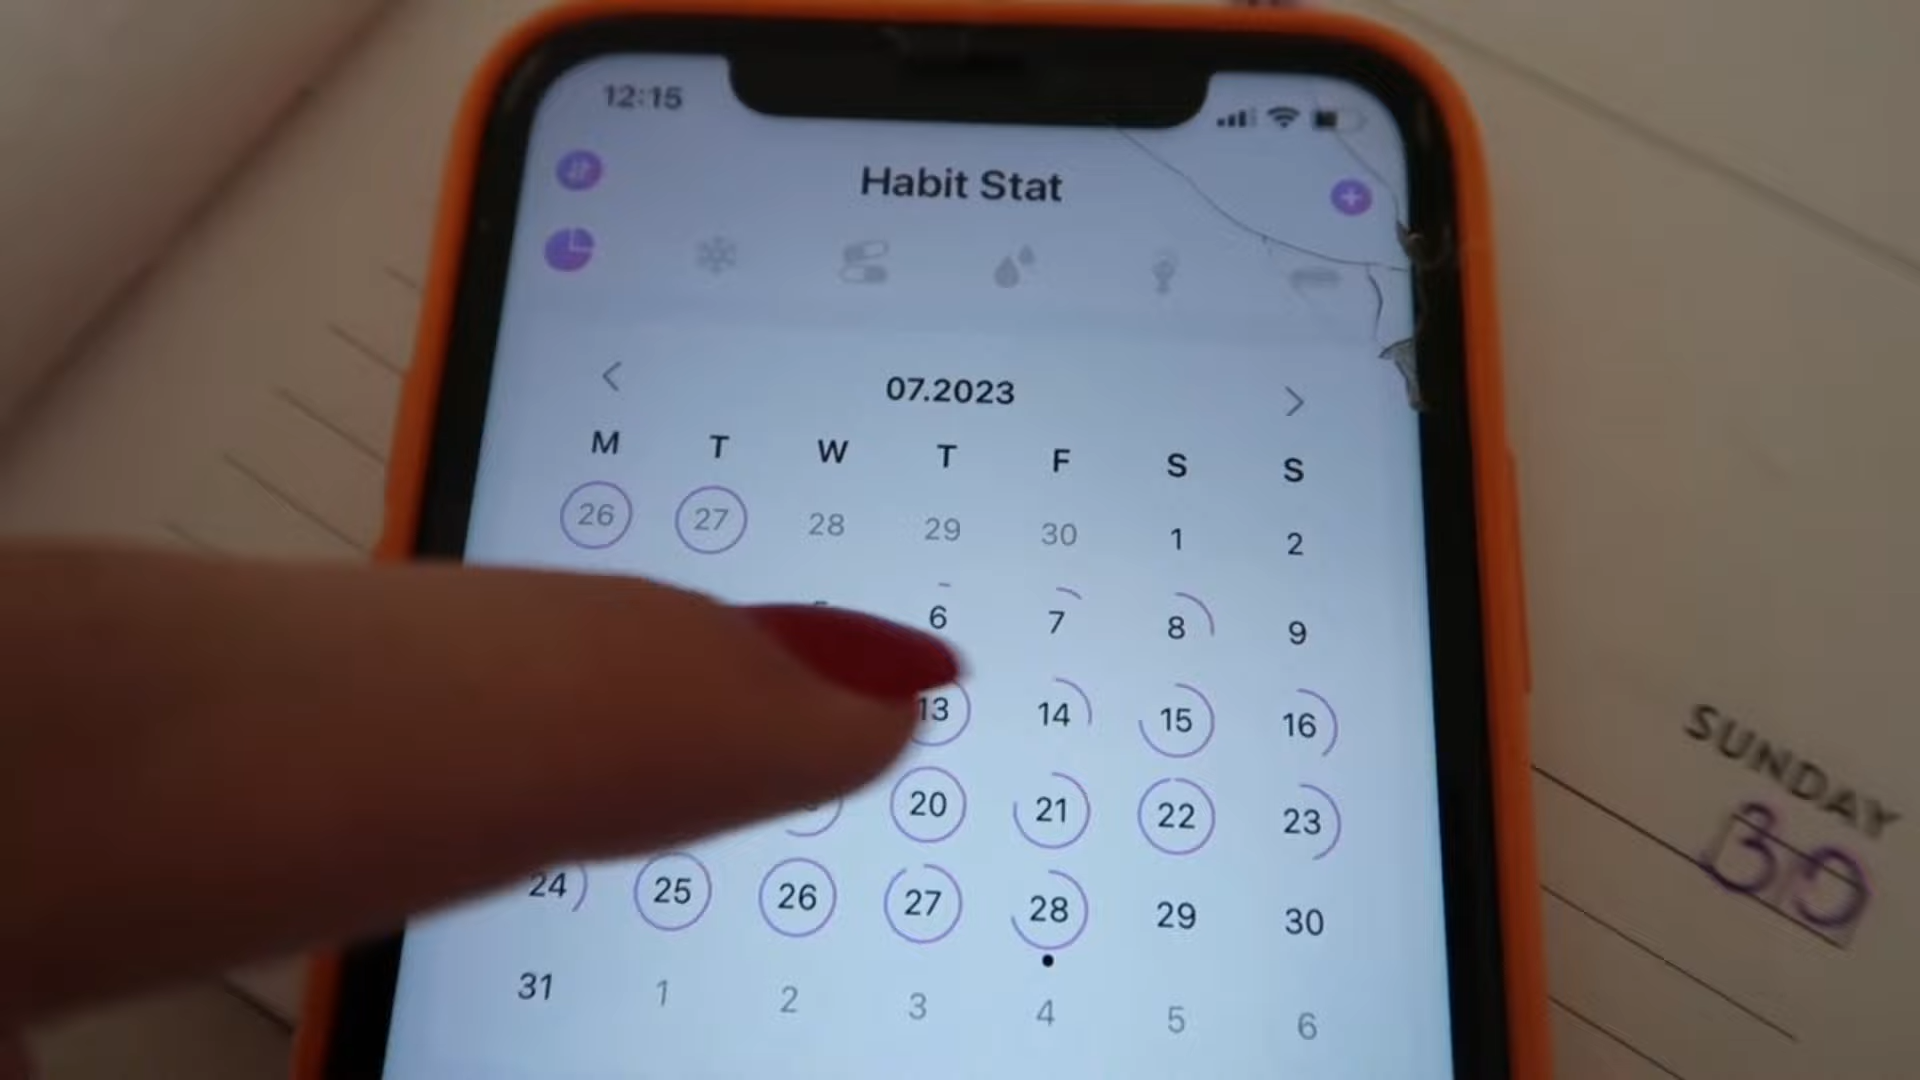 12:15
Habit Stat
07.2023
M T W T F S S
26 27 28 29 30 1 2
6 7 8 9
13 14 15 16
20 21 22 23
24 25 26 27 28 29 30
31 1 2 3 4 5 6
SUNDAY
30